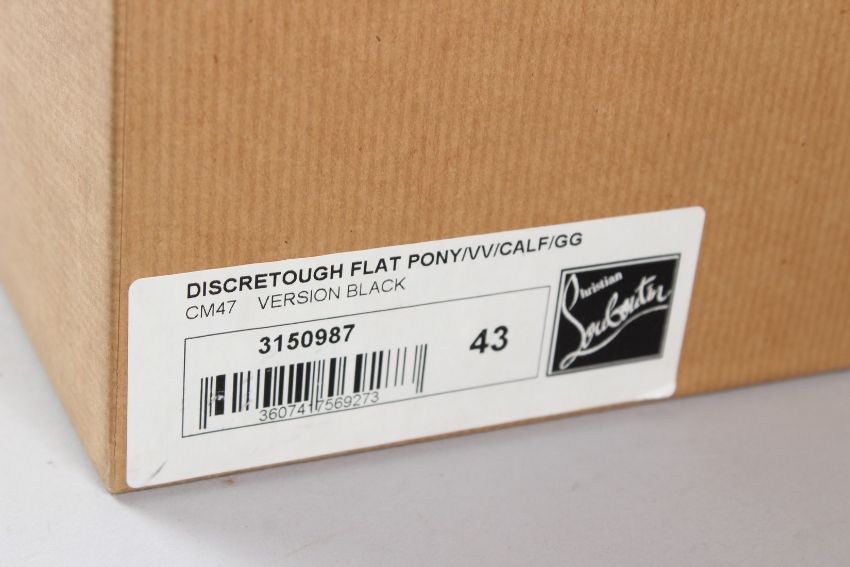 DISCRETOUGH FLAT PONY/VV/CALF/GG
CM47 VERSION BLACK
3150987
43
3607417569273
Christian
Louboutin